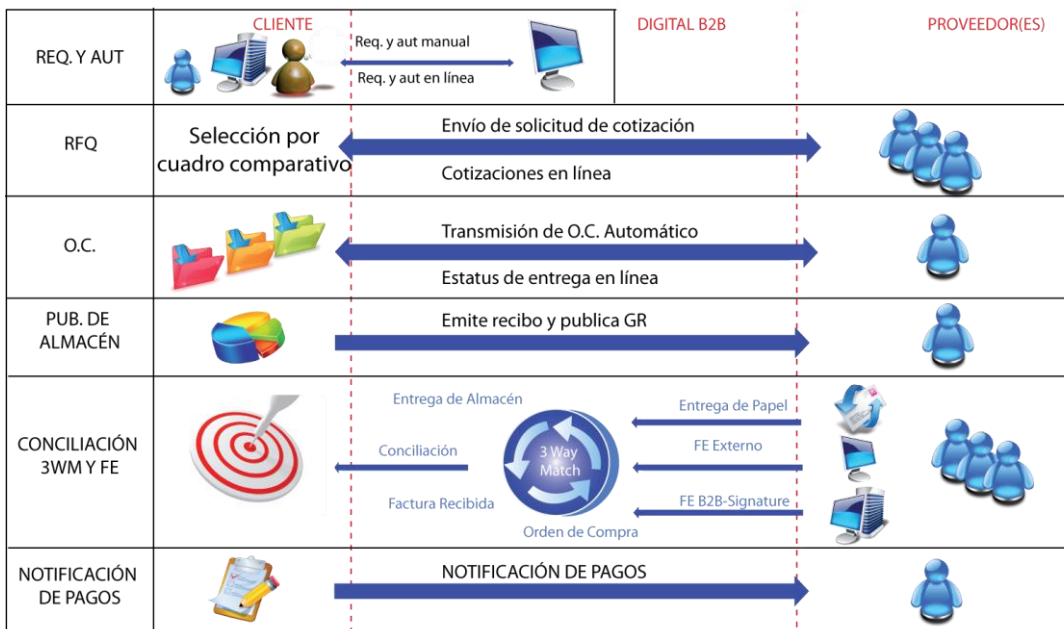 CLIENTE
DIGITAL B2B
PROVEEDOR(ES)
REQ. Y AUT
Req. y aut manual
Req. y aut en línea
RFQ
Selección por
cuadro comparativo
Envío de solicitud de cotización
Cotizaciones en línea
O.C.
Transmisión de O.C. Automático
Estatus de entrega en línea
PUB. DE
ALMACÉN
Emite recibo y publica GR
CONCILIACIÓN
3WM Y FE
Entrega de Almacén
Conciliación
Factura Recibida
3 Way
Match
Orden de Compra
Entrega de Papel
FE Externo
FE B2B-Signature
NOTIFICACIÓN
DE PAGOS
NOTIFICACIÓN DE PAGOS